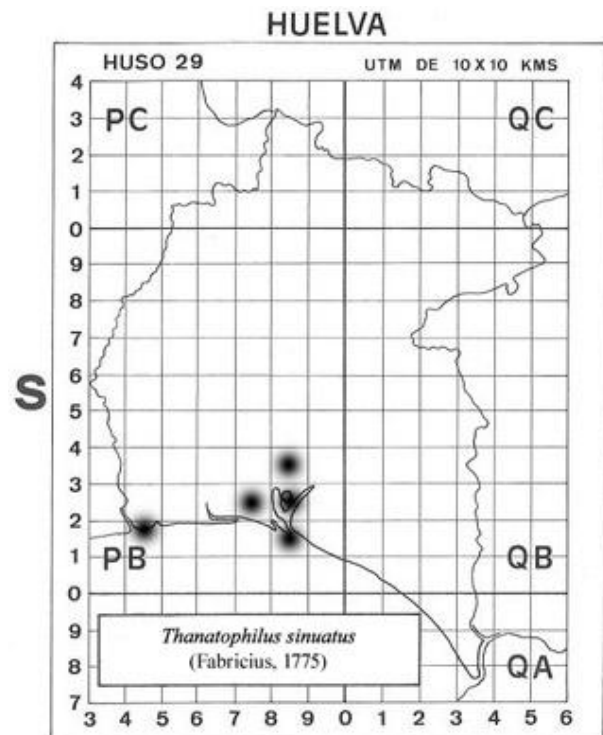 HUELVA
HUSO 29 UTM DE 10 X 10 KMS
PC QC
4
3
2
1
0
9
8
7
6
5
4
3
2
1
0
9
8
7
S
PB QB
QA
Thanatophilus sinuatus
(Fabricius, 1775)
3 4 5 6 7 8 9 0 1 2 3 4 5 6